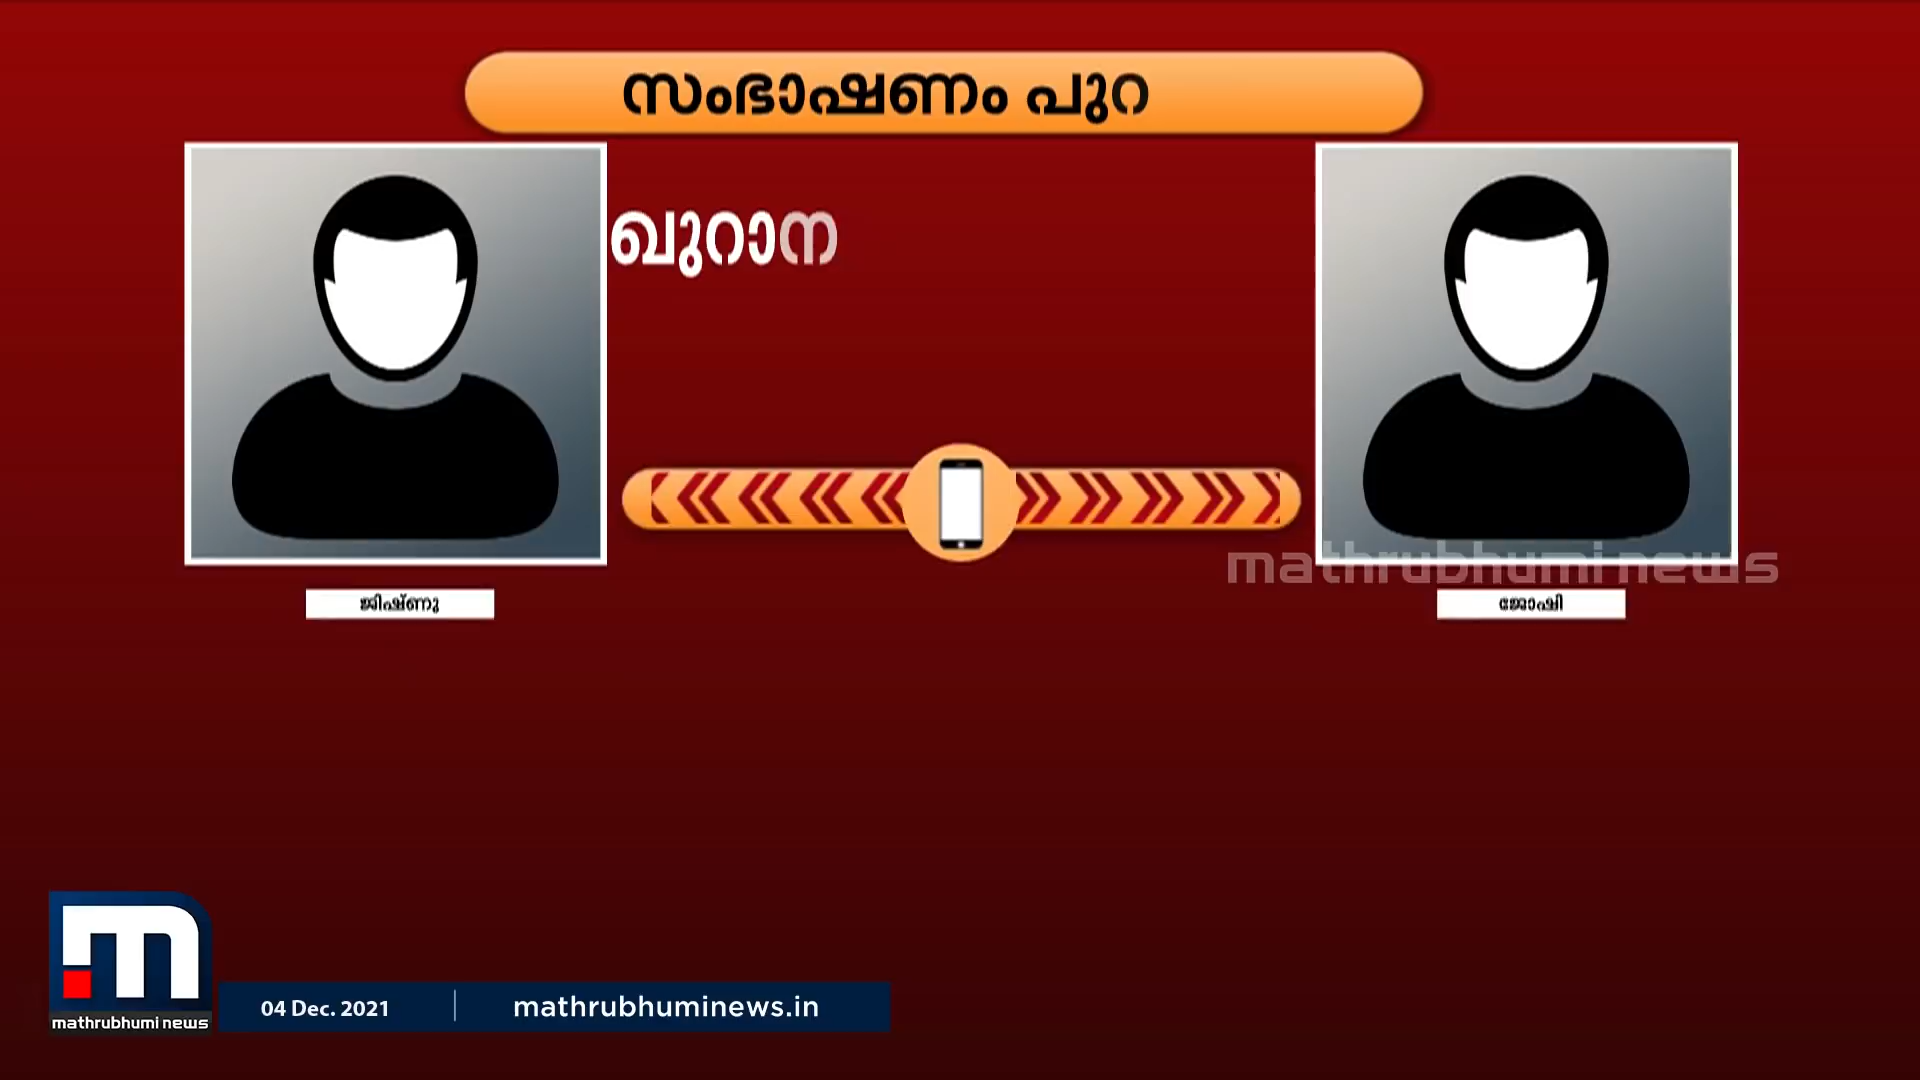 സംഭാഷണം പുറ
ഖുറാന
mathrubhumi news
ജിഷ്ണു
ജോഷി
mathrubhumi news
04 Dec. 2021
mathrubhuminews.in